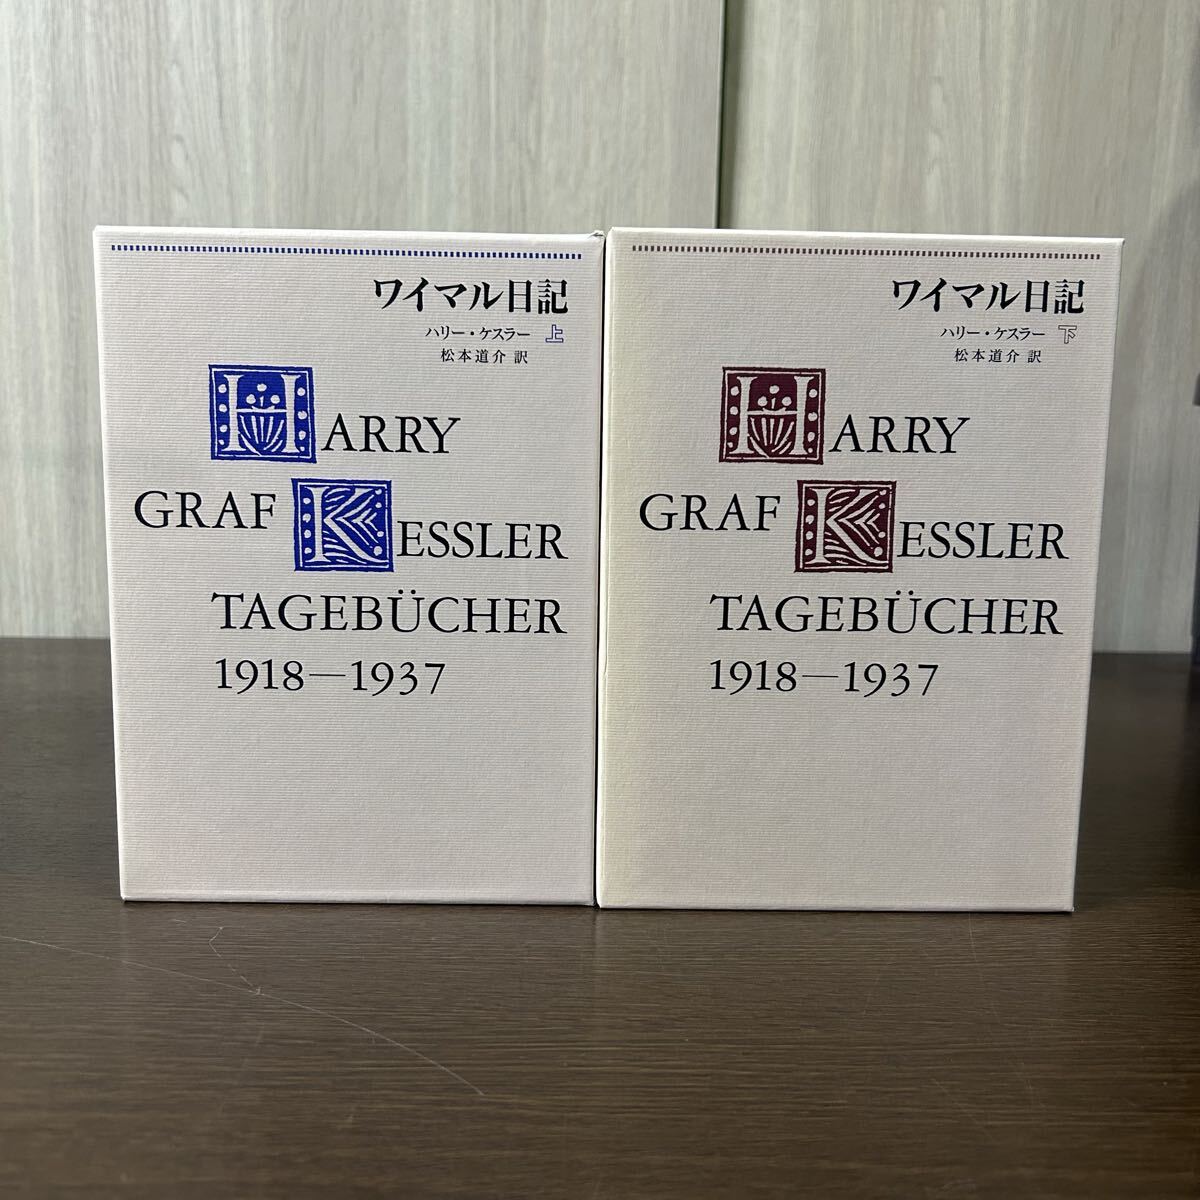 ワイマル日記
ハリー・ケスラー 上
松本道介 訳
HARRY
GRAF KESSLER
TAGEBÜCHER
1918—1937
ワイマル日記
ハリー・ケスラー 下
松本道介 訳
HARRY
GRAF KESSLER
TAGEBÜCHER
1918—1937